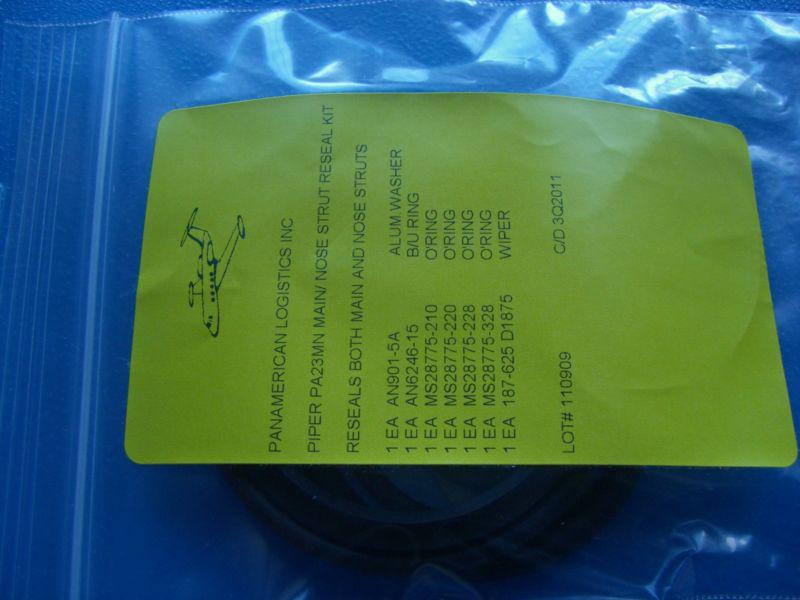 PANAMERICAN LOGISTICS INC
PIPER PA23MN MAIN/ NOSE STRUT RESEAL KIT
RESEALS BOTH MAIN AND NOSE STRUTS
1 EA AN901-5A ALUM WASHER
1 EA AN6246-15 B/U RING
1 EA MS28775-210 O'RING
1 EA MS28775-220 O'RING
1 EA MS28775-228 O'RING
1 EA MS28775-328 O'RING
1 EA 187-625 D1875 WIPER
LOT# 110909 C/D 3Q2011